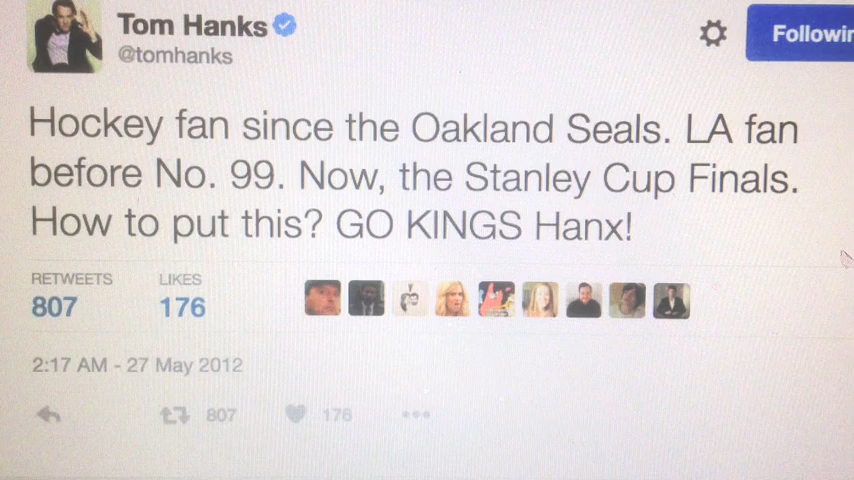 Tom Hanks
@tomhanks
Hockey fan since the Oakland Seals. LA fan
before No. 99. Now, the Stanley Cup Finals.
How to put this? GO KINGS Hanx!
RETWEETS LIKES
807 176
2:17 AM - 27 May 2012
807 176